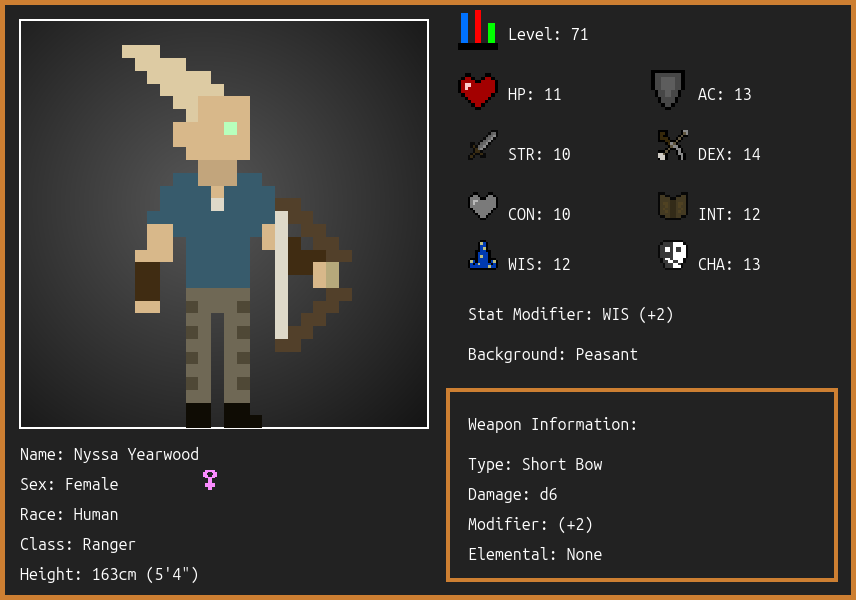 Level: 71
HP: 11
AC: 13
STR: 10
DEX: 14
CON: 10
INT: 12
WIS: 12
CHA: 13
Stat Modifier: WIS (+2)
Background: Peasant
Weapon Information:
Type: Short Bow
Damage: d6
Modifier: (+2)
Elemental: None
Name: Nyssa Yearwood
Sex: Female
Race: Human
Class: Ranger
Height: 163cm (5'4")